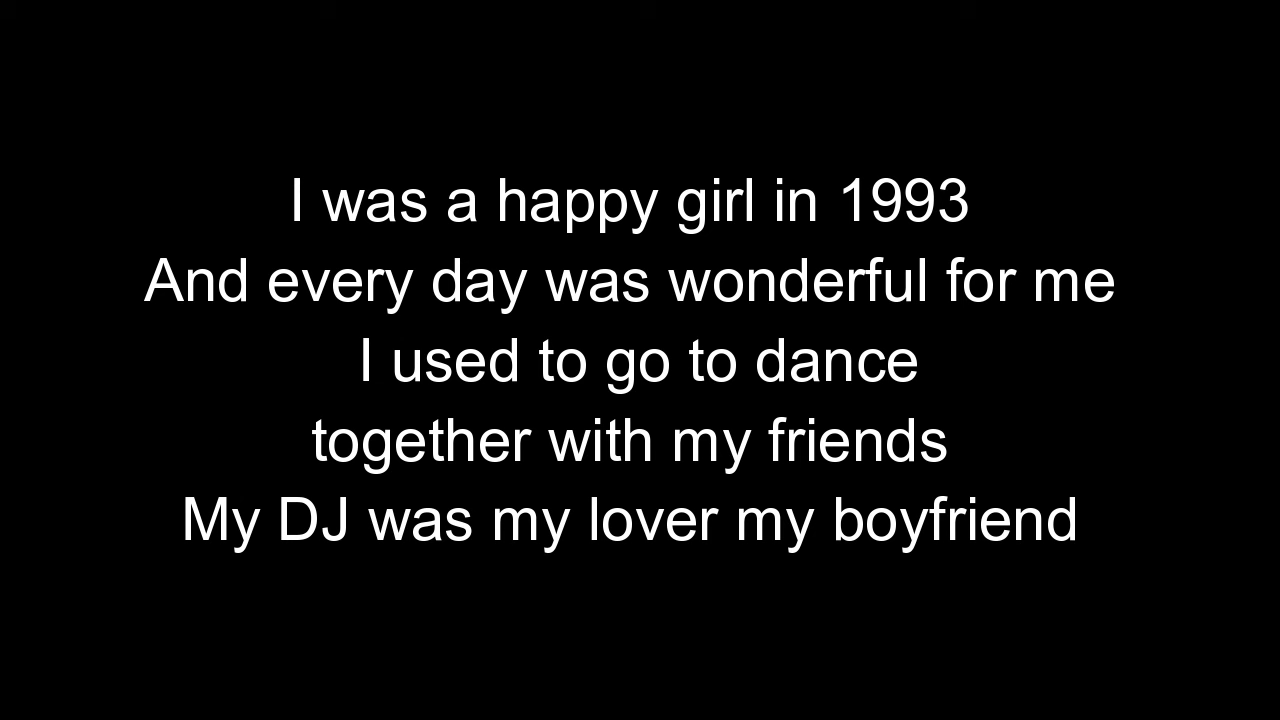 I was a happy girl in 1993
And every day was wonderful for me
I used to go to dance
together with my friends
My DJ was my lover my boyfriend